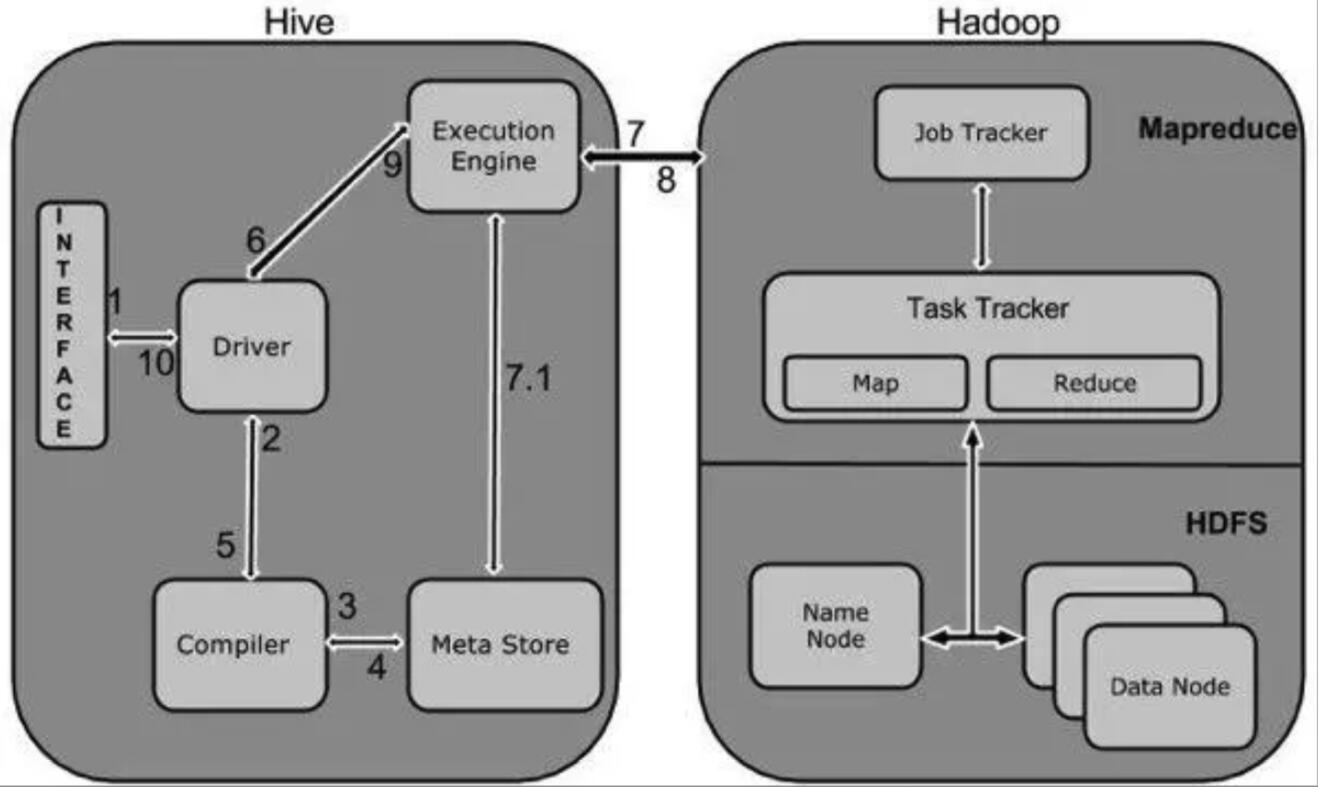 Hive
Hadoop
Execution
Engine
7
8
Job Tracker
Mapreduce
9
6
I
N
T
E
R
F
A
C
E
1
10
Driver
Task Tracker
Map
Reduce
7.1
2
5
3
4
Compiler
Meta Store
HDFS
Name
Node
Data Node